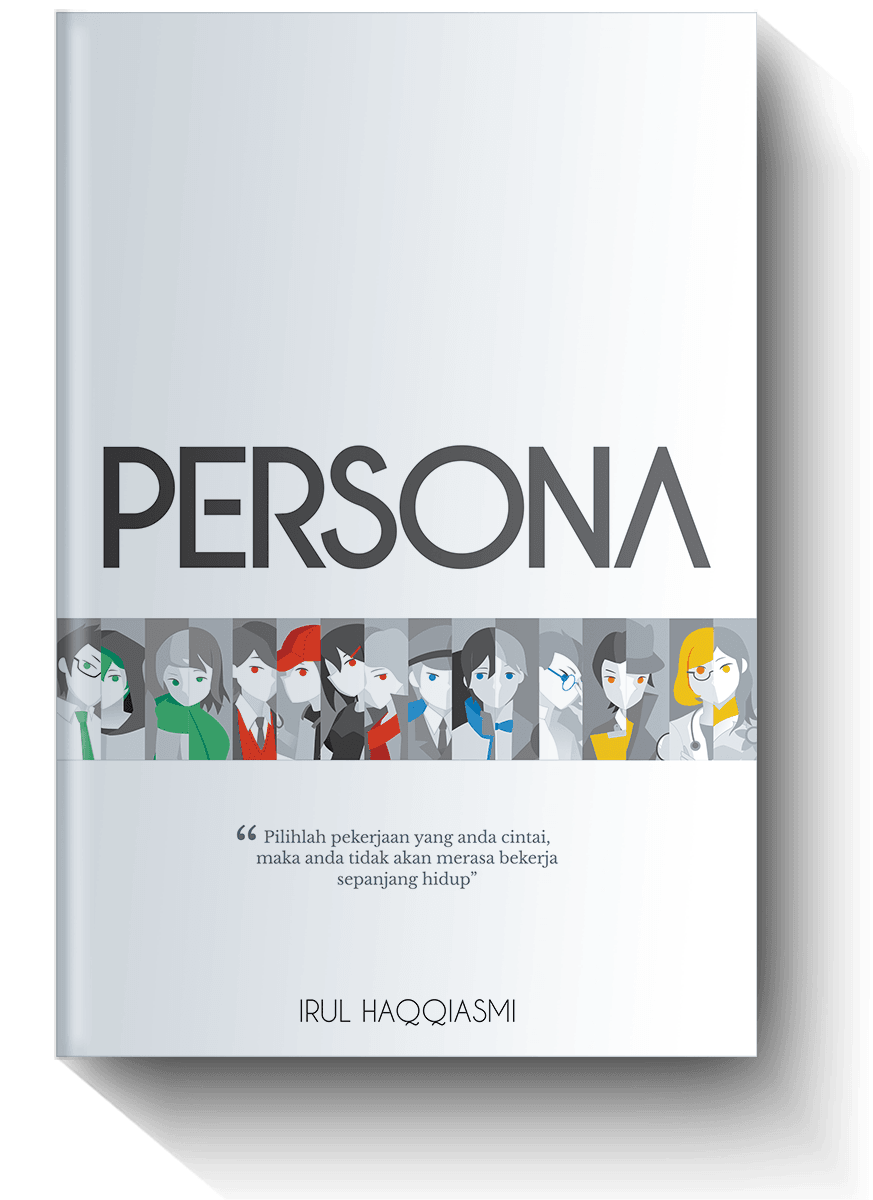 PERSONA
“ Pilihlah pekerjaan yang anda cintai,
maka anda tidak akan merasa bekerja
sepanjang hidup”
IRUL HAQQIASMI